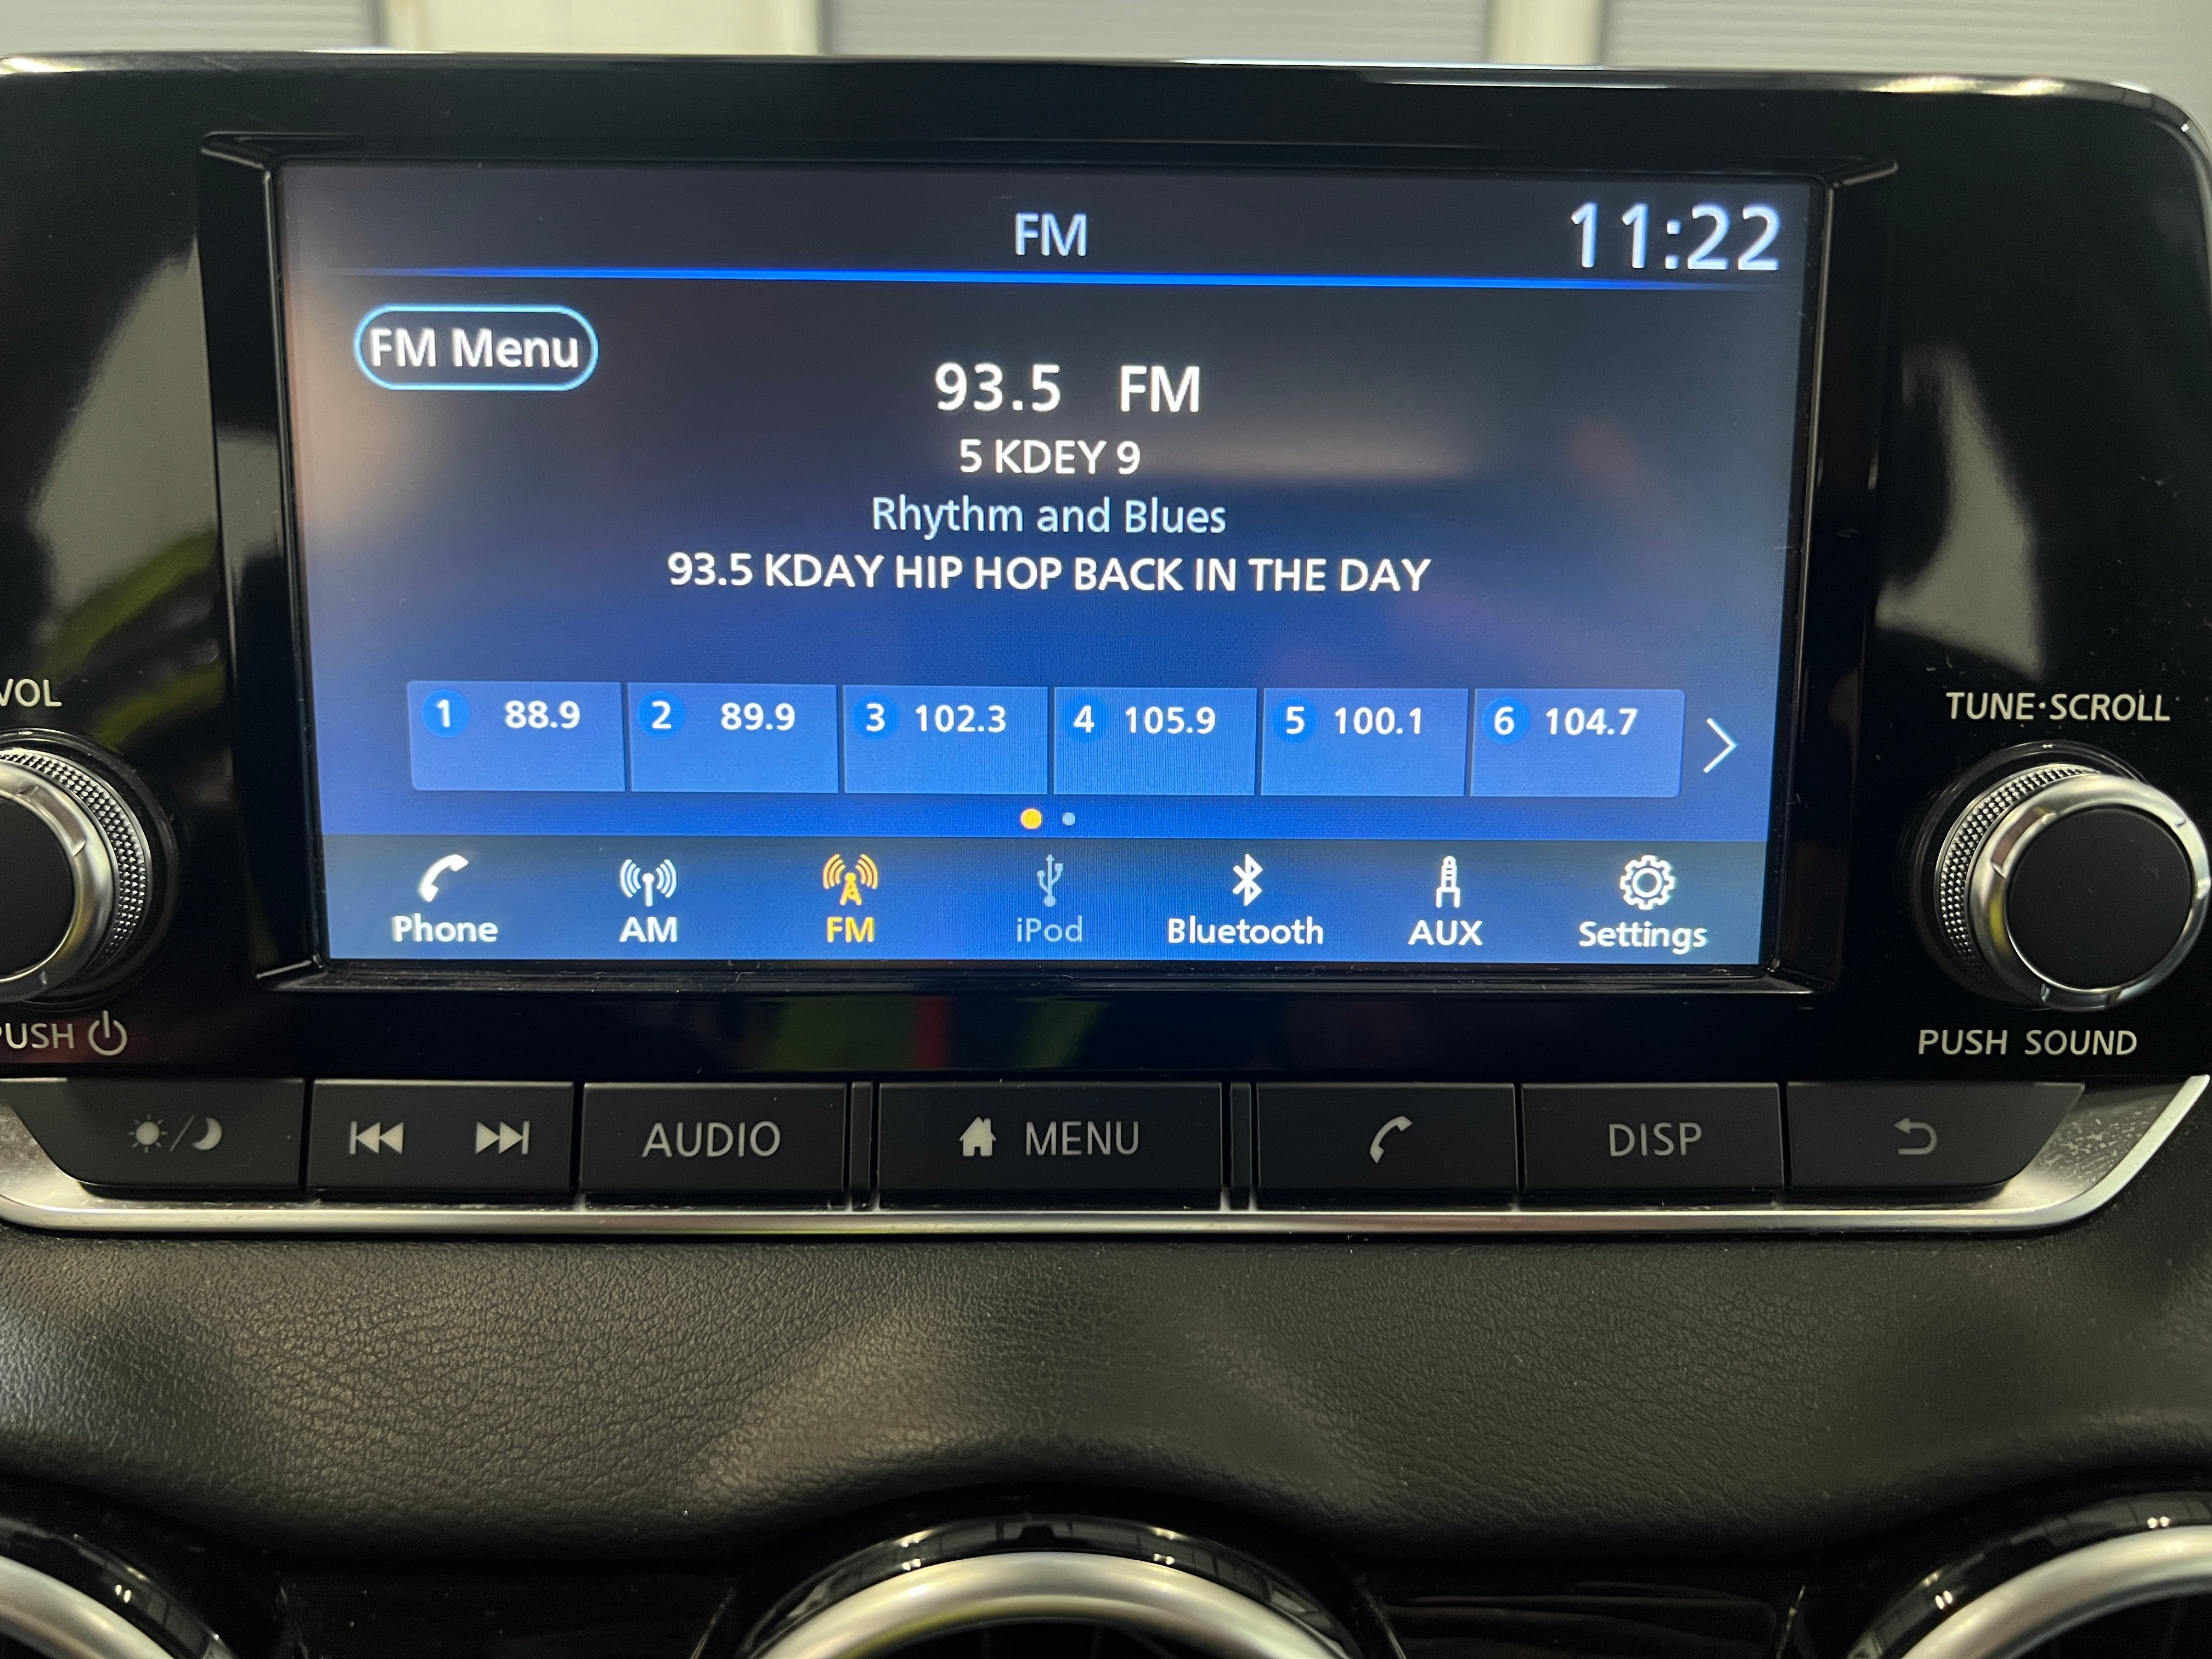 FM 11:22
FM Menu
93.5 FM
5 KDEY 9
Rhythm and Blues
93.5 KDAY HIP HOP BACK IN THE DAY
1 88.9 2 89.9 3 102.3 4 105.9 5 100.1 6 104.7
Phone AM FM iPod Bluetooth AUX Settings
VOL
PUSH
TUNE·SCROLL
PUSH SOUND
AUDIO MENU DISP